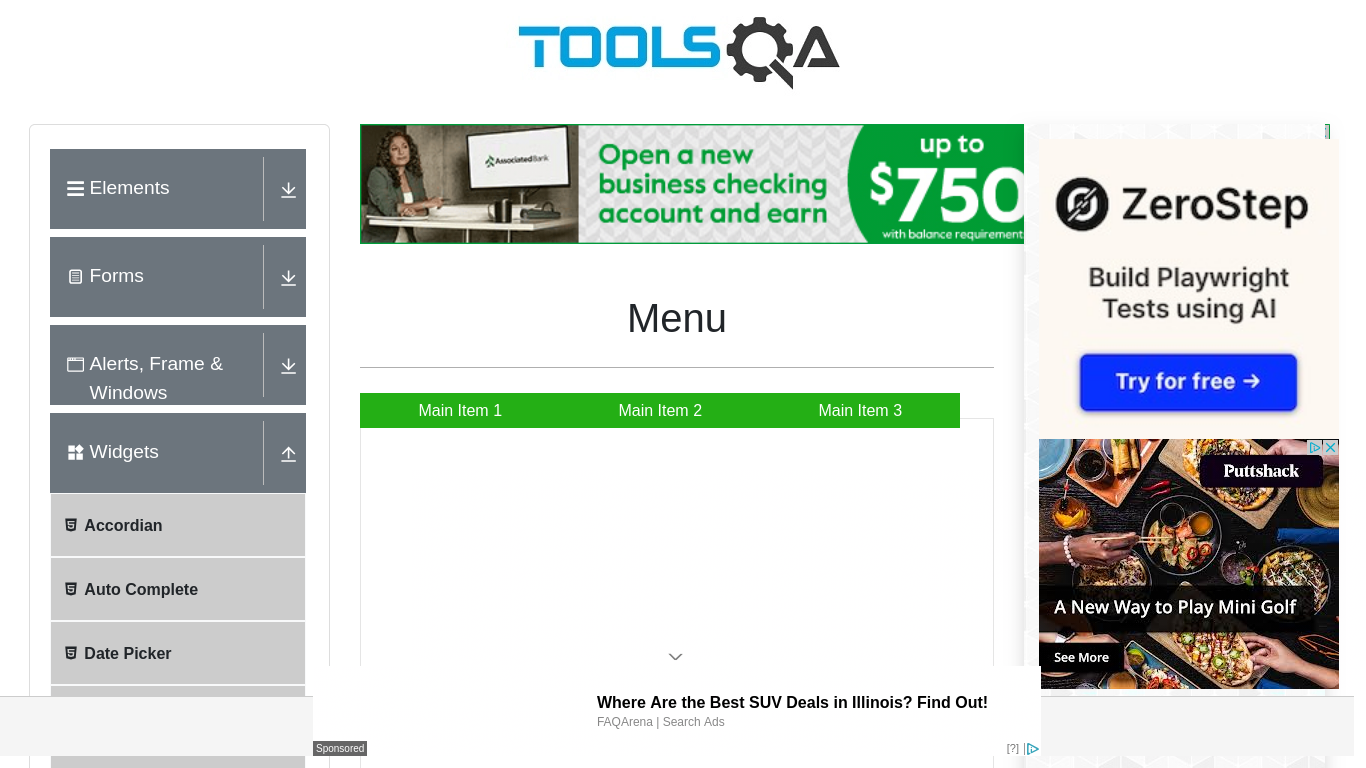 TOOLSQA
Elements
Forms
Alerts, Frame &
Windows
Widgets
Accordian
Auto Complete
Date Picker
Associated Bank
Open a new
business checking
account and earn
up to
$750
with balance requirement
Menu
Main Item 1
Main Item 2
Main Item 3
ZeroStep
Build Playwright
Tests using AI
Try for free →
Puttshack
A New Way to Play Mini Golf
See More
Where Are the Best SUV Deals in Illinois? Find Out!
FAQArena | Search Ads
Sponsored
[?]